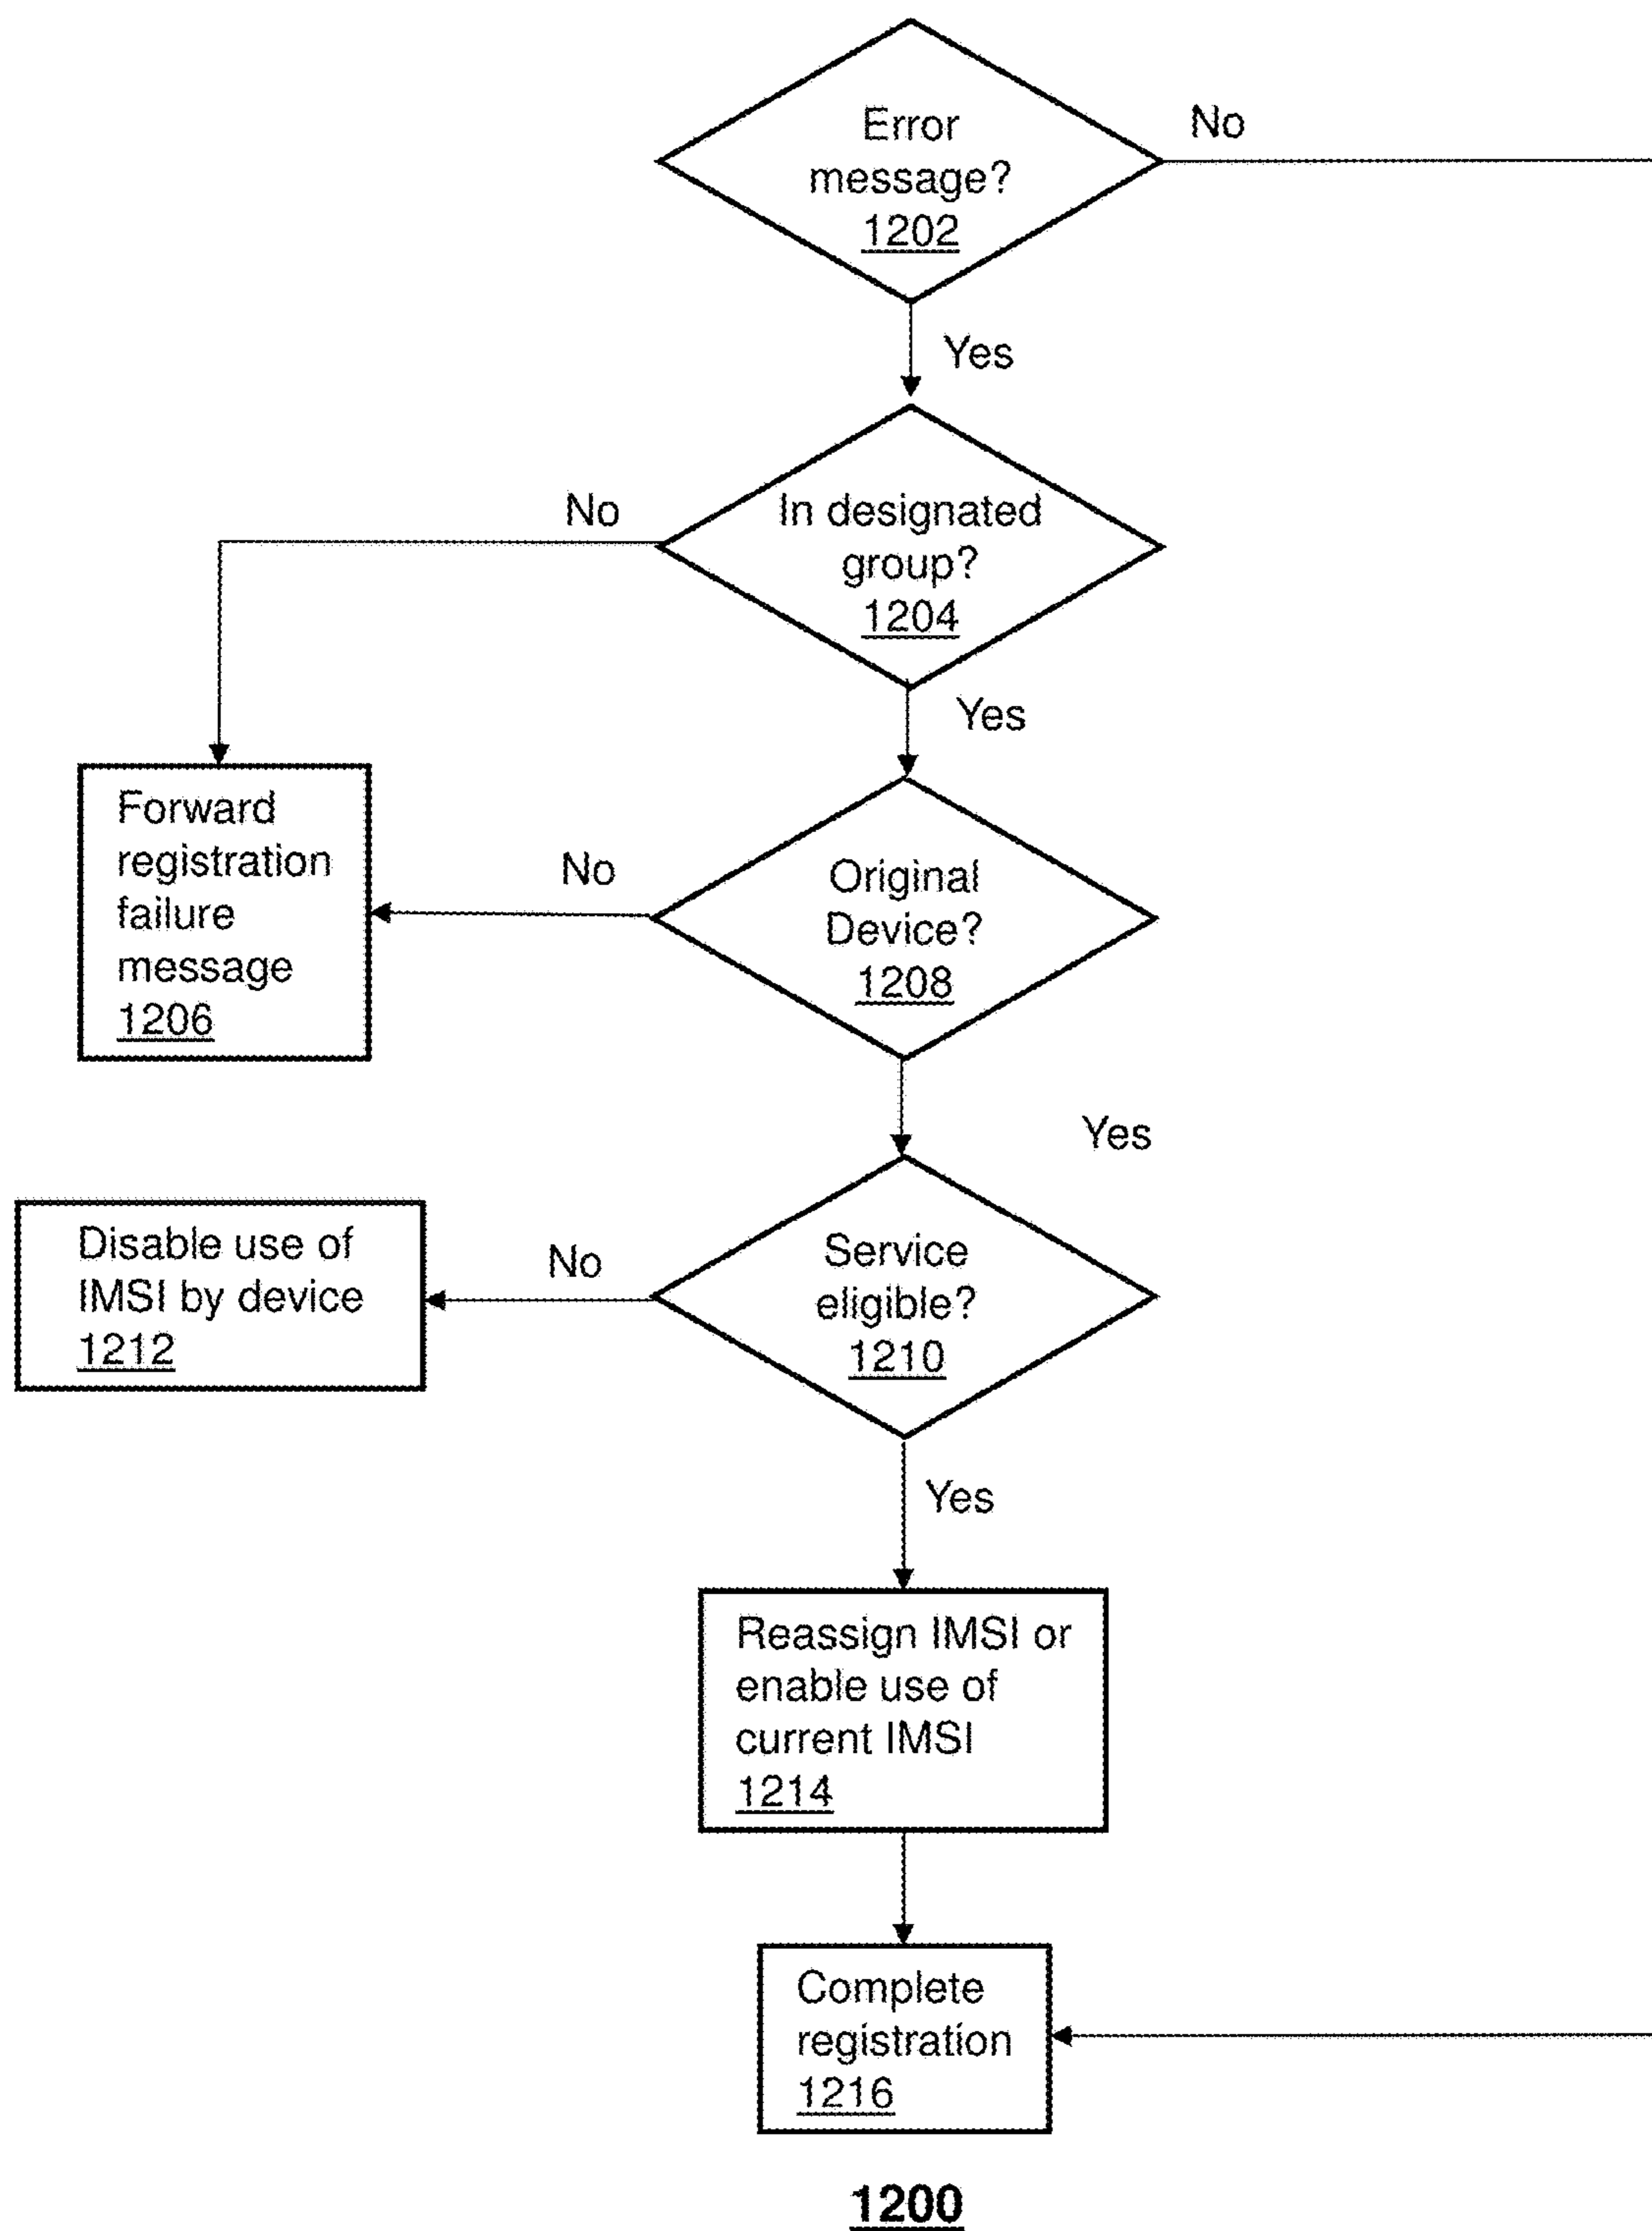 Error
message?
1202
No
Yes
In designated
group?
1204
No
Yes
Forward
registration
failure
message
1206
No
Original
Device?
1208
Yes
Disable use of
IMSI by device
1212
No
Service
eligible?
1210
Yes
Reassign IMSI or
enable use of
current IMSI
1214
Complete
registration
1216
1200